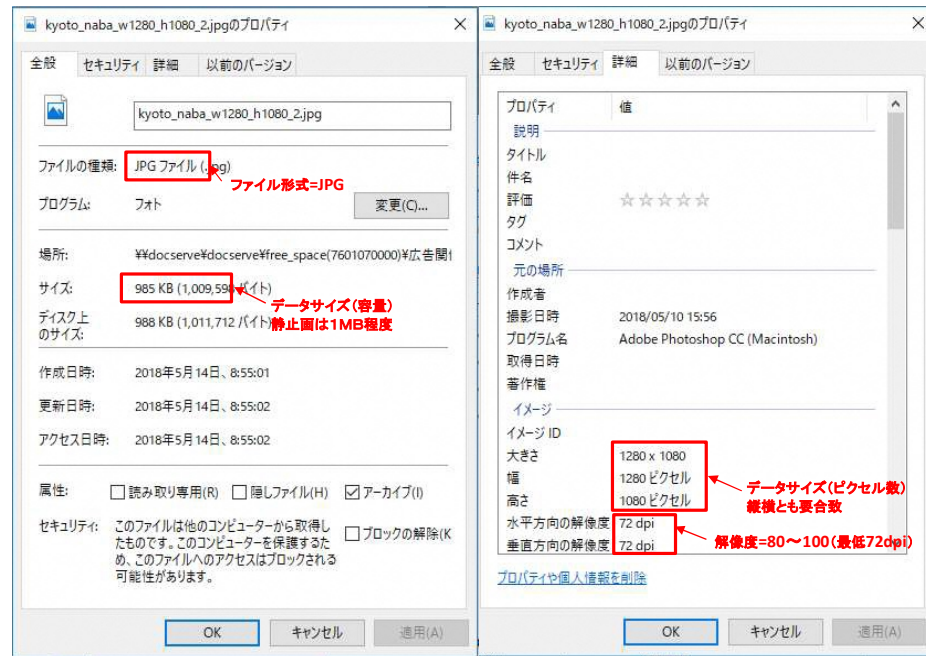 kyoto_naba_w1280_h1080_2.jpgのプロパティ
全般 セキュリティ 詳細 以前のバージョン
kyoto_naba_w1280_h1080_2.jpg
ファイルの種類: JPG ファイル (.jpg)
ファイル形式=JPG
プログラム: フォト 変更(C)...
場所: ¥¥docserve¥docserve¥free_space(7601070000)¥広告関
サイズ: 985 KB (1,009,598 バイト)
データサイズ(容量)
静止画は1MB程度
ディスク上
のサイズ: 988 KB (1,011,712 バイト)
作成日時: 2018年5月14日、8:55:01
更新日時: 2018年5月14日、8:55:02
アクセス日時: 2018年5月14日、8:55:02
属性: 読み取り専用(R) 隠しファイル(H) アーカイブ(I)
セキュリティ: このファイルは他のコンピューターから取得し
たものです。このコンピューターを保護するた
め、このファイルへのアクセスはブロックされる
可能性があります。
ブロックの解除(K
OK キャンセル 適用(A)
kyoto_naba_w1280_h1080_2.jpgのプロパティ
全般 セキュリティ 詳細 以前のバージョン
プロパティ 値
説明
タイトル
件名
評価 ☆☆☆☆☆
タグ
コメント
元の場所
作成者
撮影日時 2018/05/10 15:56
プログラム名 Adobe Photoshop CC (Macintosh)
取得日時
著作権
イメージ
イメージ ID
大きさ 1280 x 1080
幅 1280 ピクセル
高さ 1080 ピクセル
データサイズ(ピクセル数)
縦横とも要合致
水平方向の解像度 72 dpi
垂直方向の解像度 72 dpi
解像度=80～100(最低72dpi)
プロパティや個人情報を削除
OK キャンセル 適用(A)